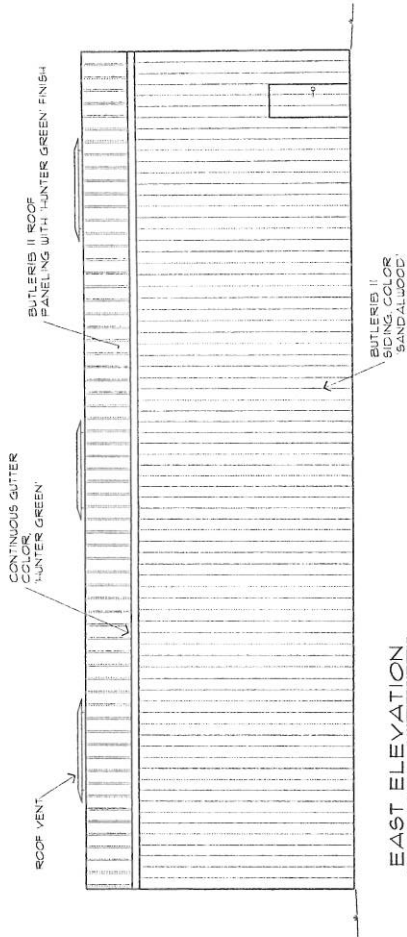 ROOF VENT
CONTINUOUS GUTTER
COLOR,
'HUNTER GREEN'
BUTLERIB II ROOF
PANELING WITH 'HUNTER GREEN' FINISH
BUTLERIB II
SIDING, COLOR
'SANDALWOOD'
EAST ELEVATION